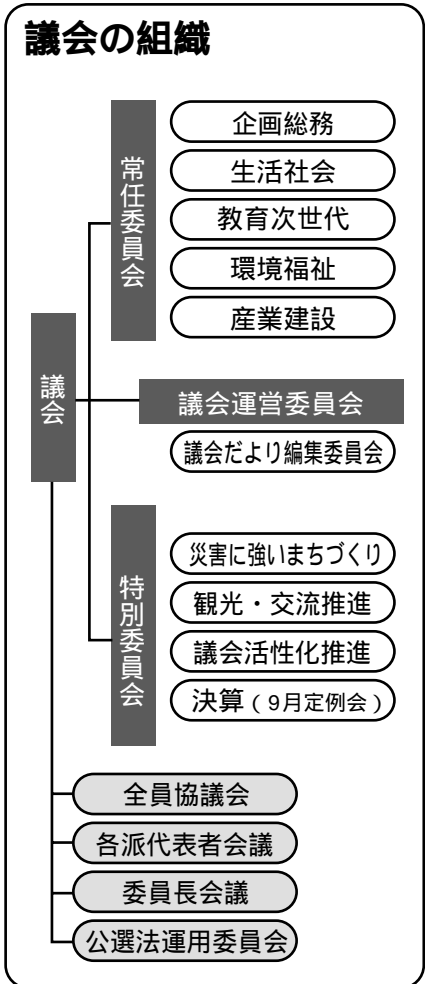 議会の組織
議会
常任委員会
企画総務
生活社会
教育次世代
環境福祉
産業建設
議会運営委員会
議会だより編集委員会
特別委員会
災害に強いまちづくり
観光・交流推進
議会活性化推進
決算（9月定例会）
全員協議会
各派代表者会議
委員長会議
公選法運用委員会